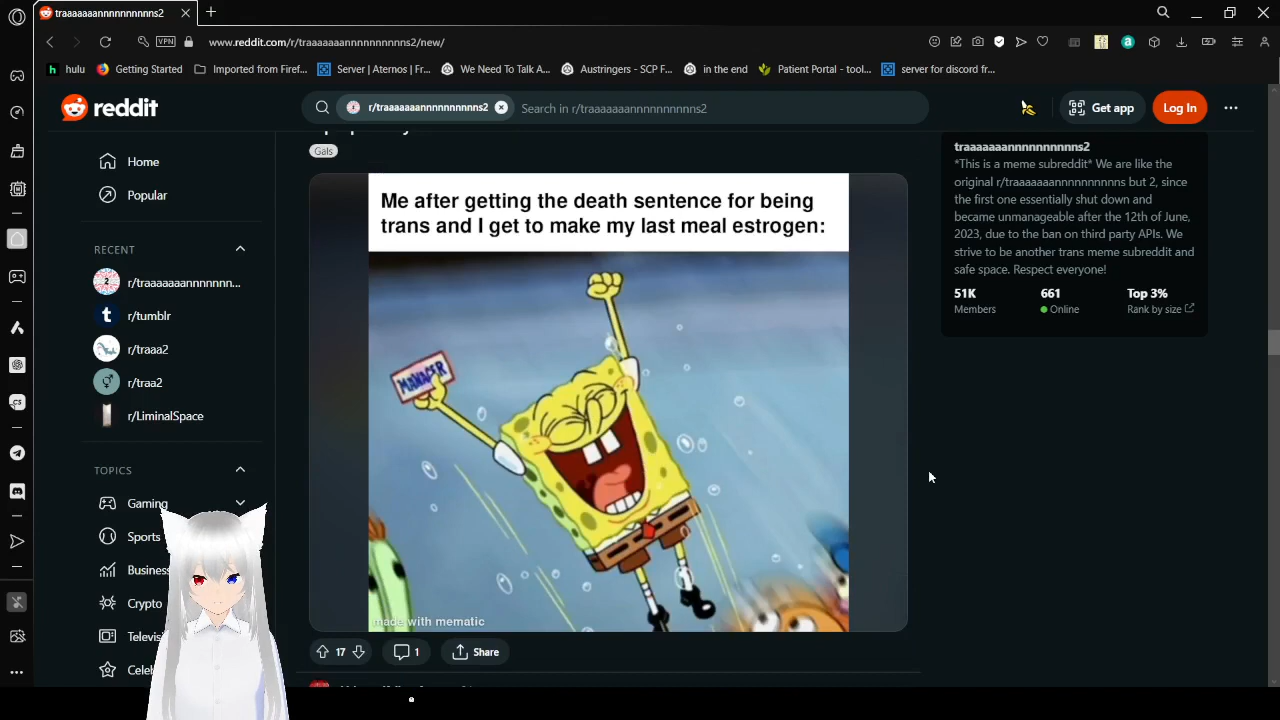 traaaaaaannnnnnnnnns2
VPN
www.reddit.com/r/traaaaaaannnnnnnnnns2/new/
hulu
Getting Started
Imported from Firef...
Server | Aternos | Fr...
We Need To Talk A...
Austringers - SCP F...
in the end
Patient Portal - tool...
server for discord fr...
reddit
r/traaaaaaannnnnnnnnns2
Search in r/traaaaaaannnnnnnnnns2
Get app
Log In
Home
Popular
RECENT
r/traaaaaaannnnnnn...
r/tumblr
r/traaa2
r/traa2
r/LiminalSpace
TOPICS
Gaming
Sports
Business
Crypto
Televi
Celeb
Gals
Me after getting the death sentence for being
trans and I get to make my last meal estrogen:
MANAGER
made with mematic
17
1
Share
traaaaaaannnnnnnnnns2
*This is a meme subreddit* We are like the
original r/traaaaaaannnnnnnnnns but 2, since
the first one essentially shut down and
became unmanageable after the 12th of June,
2023, due to the ban on third party APIs. We
strive to be another trans meme subreddit and
safe space. Respect everyone!
51K
Members
661
Online
Top 3%
Rank by size